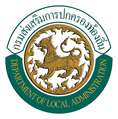 กรมส่งเสริมการปกครองท้องถิ่น
DEPARTMENT OF LOCAL ADMINISTRATION